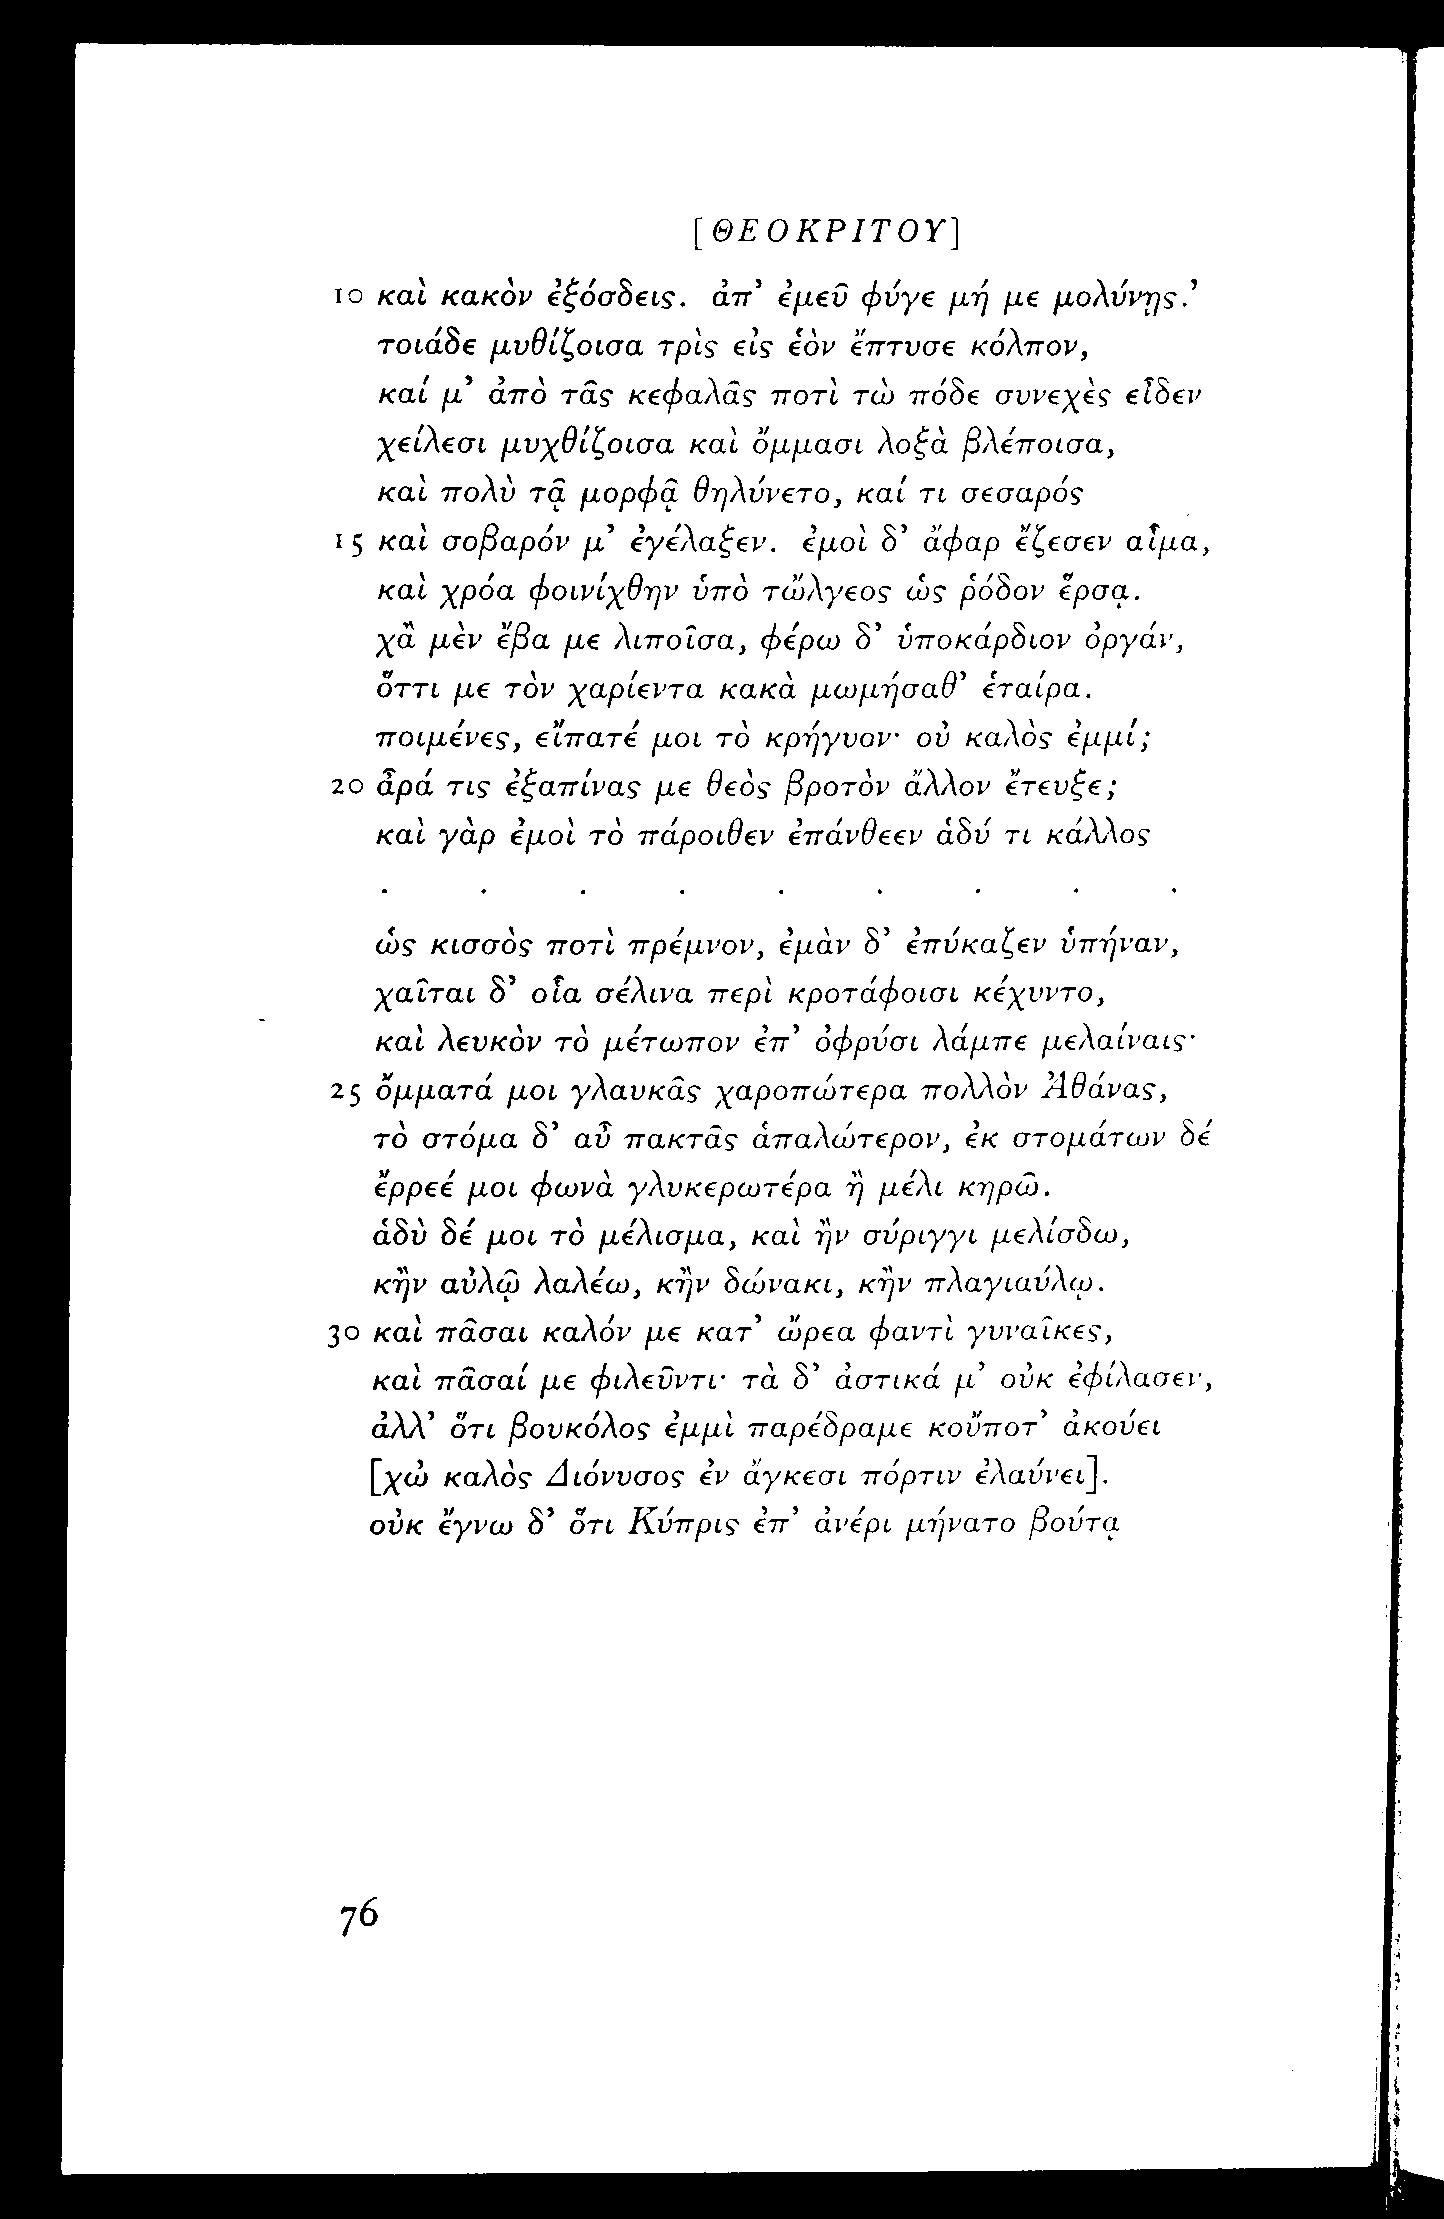 [ΘΕΟΚΡΙΤΟΥ]
10 καὶ κακὸν ἐξόσδεις. ἀπ’ ἐμεῦ φύγε μή με μολύνῃς.’
τοιάδε μυθίζοισα τρὶς εἰς ἑὸν ἔπτυσε κόλπον,
καί μ’ ἀπὸ τᾶς κεφαλᾶς ποτὶ τὼ πόδε συνεχὲς εἶδεν
χείλεσι μυχθίζοισα καὶ ὄμμασι λοξὰ βλέποισα,
καὶ πολὺ τᾷ μορφᾷ θηλύνετο, καί τι σεσαρός
15 καὶ σοβαρόν μ’ ἐγέλαξεν. ἐμοὶ δ’ ἄφαρ ἔζεσεν αἷμα,
καὶ χρόα φοινίχθην ὑπὸ τὤλγεος ὡς ῥόδον ἕρσᾳ.
χἂ μὲν ἔβα με λιποῖσα, φέρω δ’ ὑποκάρδιον ὀργάν,
ὅττι με τὸν χαρίεντα κακὰ μωμήσαθ’ ἑταίρα.
ποιμένες, εἴπατέ μοι τὸ κρήγυον· οὐ καλὸς ἐμμί;
20 ἆρά τις ἐξαπίνας με θεὸς βροτὸν ἄλλον ἔτευξε;
καὶ γὰρ ἐμοὶ τὸ πάροιθεν ἐπάνθεεν ἁδύ τι κάλλος
. . . . . . . . .
ὡς κισσὸς ποτὶ πρέμνον, ἐμὰν δ’ ἐπύκαζεν ὑπήναν,
χαῖται δ’ οἷα σέλινα περὶ κροτάφοισι κέχυντο,
καὶ λευκὸν τὸ μέτωπον ἐπ’ ὀφρύσι λάμπε μελαίναις·
25 ὄμματά μοι γλαυκᾶς χαροπώτερα πολλὸν Ἀθάνας,
τὸ στόμα δ’ αὖ πακτᾶς ἁπαλώτερον, ἐκ στομάτων δέ
ἔρρεέ μοι φωνὰ γλυκερωτέρα ἢ μέλι κηρῶ.
ἁδὺ δέ μοι τὸ μέλισμα, καὶ ἢν σύριγγι μελίσδω,
κἢν αὐλῷ λαλέω, κἢν δώνακι, κἢν πλαγιαύλῳ.
30 καὶ πᾶσαι καλόν με κατ’ ὤρεα φαντὶ γυναῖκες,
καὶ πᾶσαί με φιλεῦντι· τὰ δ’ ἀστικά μ’ οὐκ ἐφίλασεν,
ἀλλ’ ὅτι βουκόλος ἐμμὶ παρέδραμε κοὔποτ’ ἀκούει
[χὠ καλὸς Διόνυσος ἐν ἄγκεσι πόρτιν ἐλαύνει].
οὐκ ἔγνω δ’ ὅτι Κύπρις ἐπ’ ἀνέρι μήνατο βούτᾳ
76